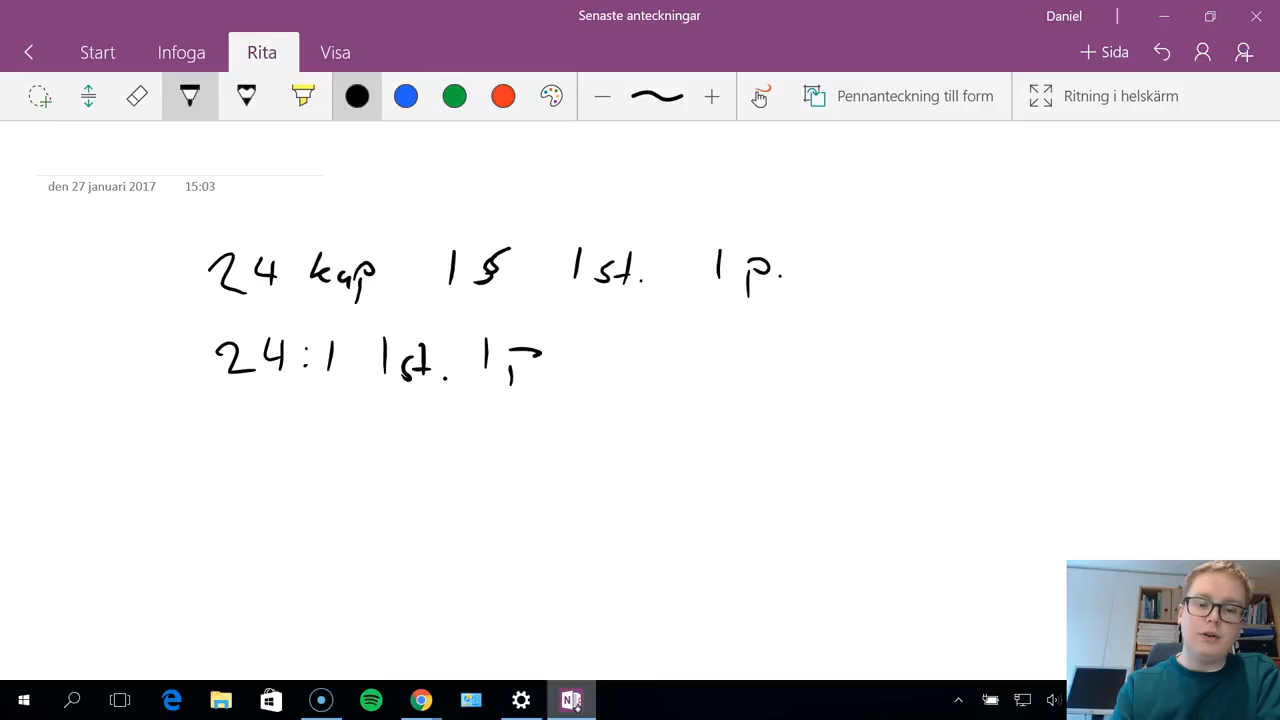 Senaste anteckningar
Daniel
Start Infoga Rita Visa
Sida
Pennanteckning till form
Ritning i helskärm
den 27 januari 2017 15:03
24 kap 1 § 1 st. 1 p.
24:1 1 st. 1 p